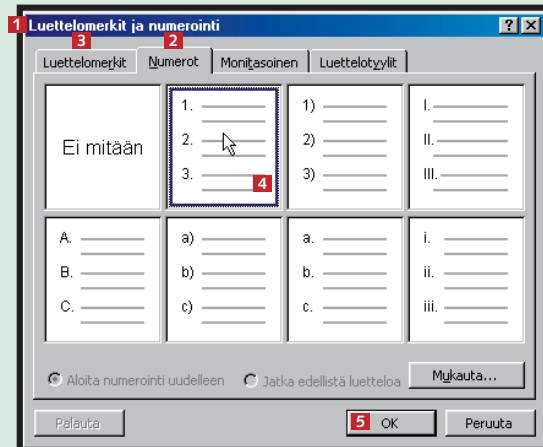 1 Luettelomerkit ja numerointi ? X
3 2
Luettelomerkit Numerot Monitasoinen Luettelotyylit
Ei mitään
1.
2.
3.
4
1)
2)
3)
I.
II.
III.
A.
B.
C.
a)
b)
c)
a.
b.
c.
i.
ii.
iii.
Aloita numerointi uudelleen Jatka edellistä luetteloa Mukauta...
Palauta 5 OK Peruuta